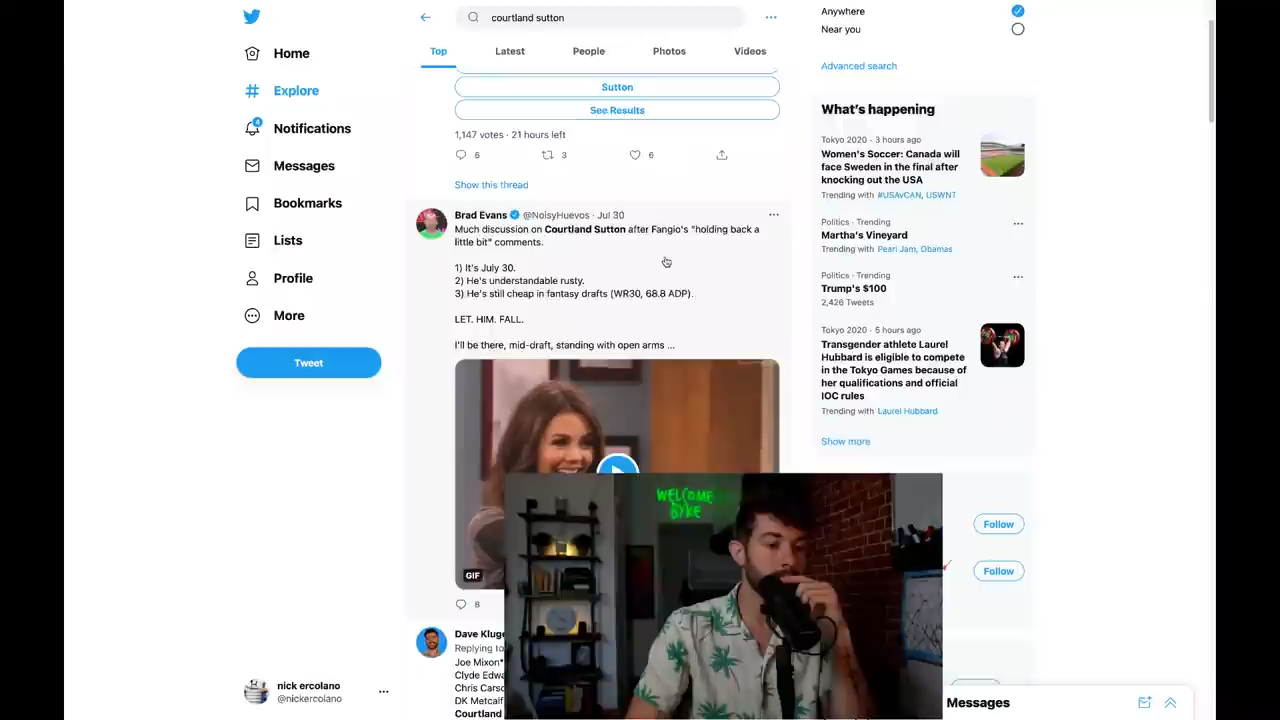 courtland sutton
Top
Latest
People
Photos
Videos
Home
Explore
4
Notifications
Messages
Bookmarks
Lists
Profile
More
Tweet
nick ercolano
@nickercolano
Sutton
See Results
1,147 votes · 21 hours left
6
3
6
Show this thread
Brad Evans @NoisyHuevos · Jul 30
Much discussion on Courtland Sutton after Fangio's "holding back a
little bit" comments.
1) It's July 30.
2) He's understandable rusty.
3) He's still cheap in fantasy drafts (WR30, 68.8 ADP).
LET. HIM. FALL.
I'll be there, mid-draft, standing with open arms ...
GIF
8
Dave Kluge
Replying to
Joe Mixon*
Clyde Edwa
Chris Carso
DK Metcalf
Courtland
WELCOME
Anywhere
Near you
Advanced search
What's happening
Tokyo 2020 · 3 hours ago
Women's Soccer: Canada will
face Sweden in the final after
knocking out the USA
Trending with #USAvCAN, USWNT
Politics · Trending
Martha's Vineyard
Trending with Pearl Jam, Obamas
Politics · Trending
Trump's $100
2,426 Tweets
Tokyo 2020 · 5 hours ago
Transgender athlete Laurel
Hubbard is eligible to compete
in the Tokyo Games because of
her qualifications and official
IOC rules
Trending with Laurel Hubbard
Show more
Follow
Follow
Messages